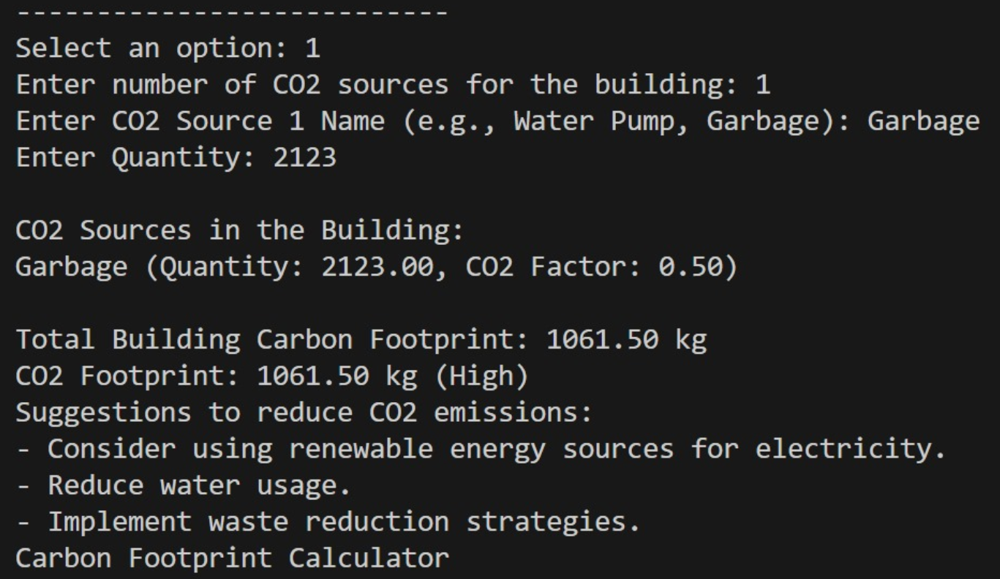 ---------------------------
Select an option: 1
Enter number of CO2 sources for the building: 1
Enter CO2 Source 1 Name (e.g., Water Pump, Garbage): Garbage
Enter Quantity: 2123
CO2 Sources in the Building:
Garbage (Quantity: 2123.00, CO2 Factor: 0.50)
Total Building Carbon Footprint: 1061.50 kg
CO2 Footprint: 1061.50 kg (High)
Suggestions to reduce CO2 emissions:
- Consider using renewable energy sources for electricity.
- Reduce water usage.
- Implement waste reduction strategies.
Carbon Footprint Calculator